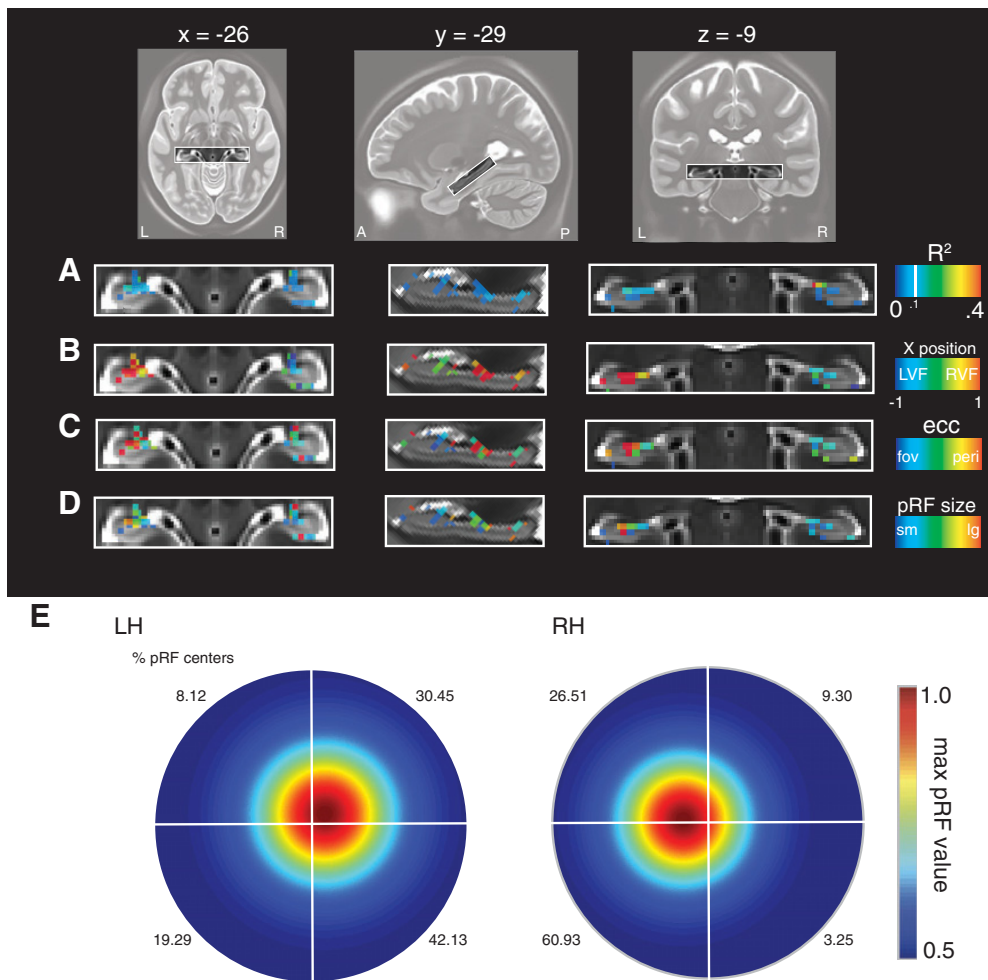 x = -26 y = -29 z = -9
L R A P L R
A R²
0 .1 .4
B X position
LVF RVF
-1 1
C ecc
fov peri
D pRF size
sm lg
E
LH RH
% pRF centers
8.12 30.45 26.51 9.30
1.0
max pRF value
19.29 42.13 60.93 3.25
0.5